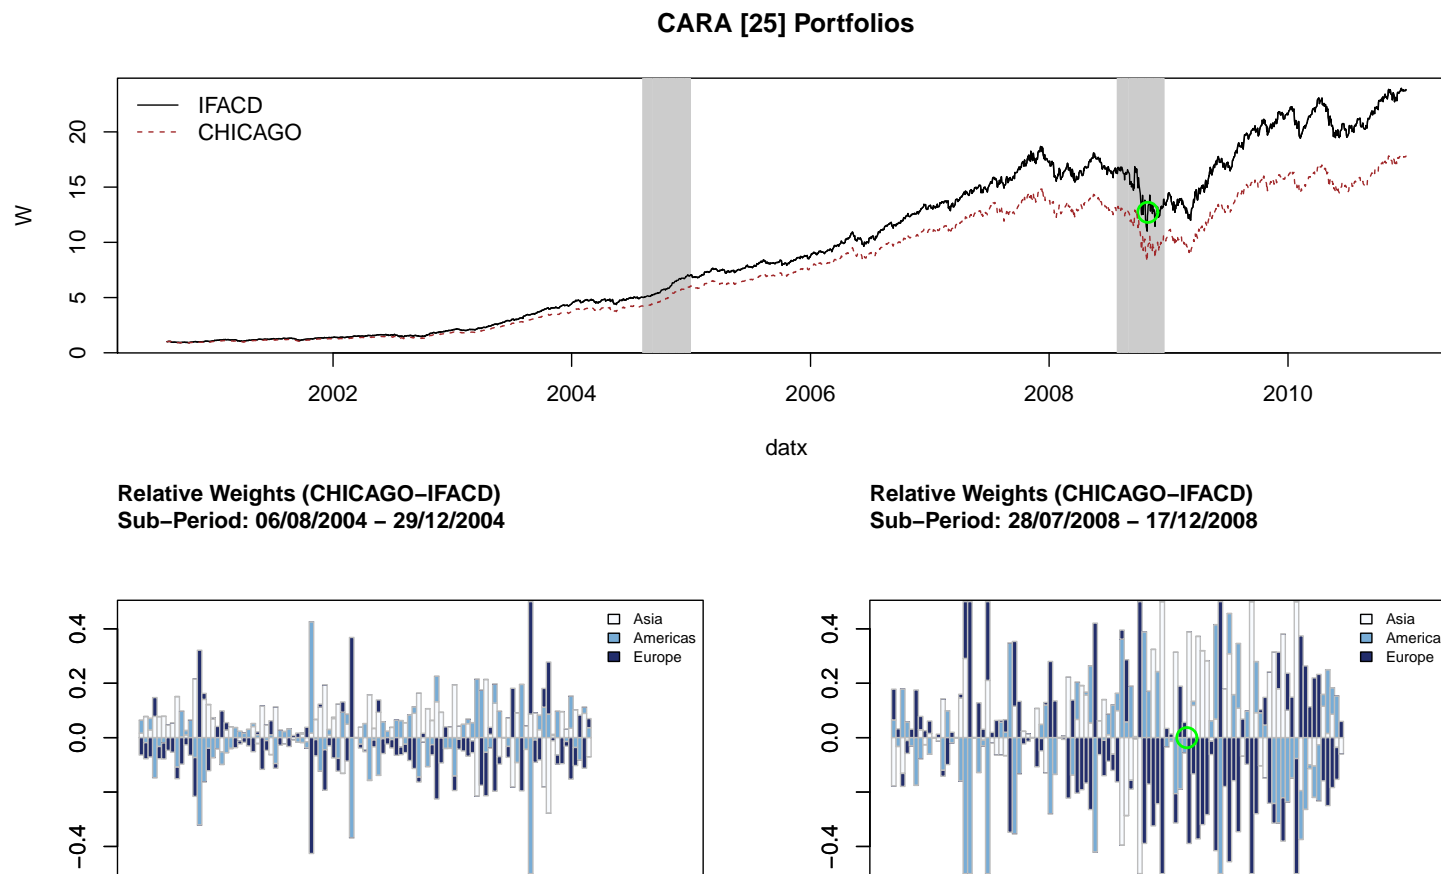 CARA [25] Portfolios
IFACD
CHICAGO
W
0 5 10 15 20
2002 2004 2006 2008 2010
datx
Relative Weights (CHICAGO−IFACD)
Sub−Period: 06/08/2004 − 29/12/2004
Asia
Americas
Europe
0.4
0.2
0.0
−0.4
Relative Weights (CHICAGO−IFACD)
Sub−Period: 28/07/2008 − 17/12/2008
Asia
America
Europe
0.4
0.2
0.0
−0.4